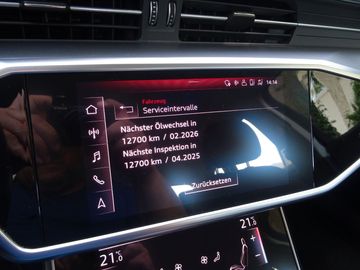 14:14
Fahrzeug
Serviceintervalle
Nächster Ölwechsel in
12700 km / 02.2026
Nächste Inspektion in
12700 km / 04.2025
Zurücksetzen
21.0
21.5